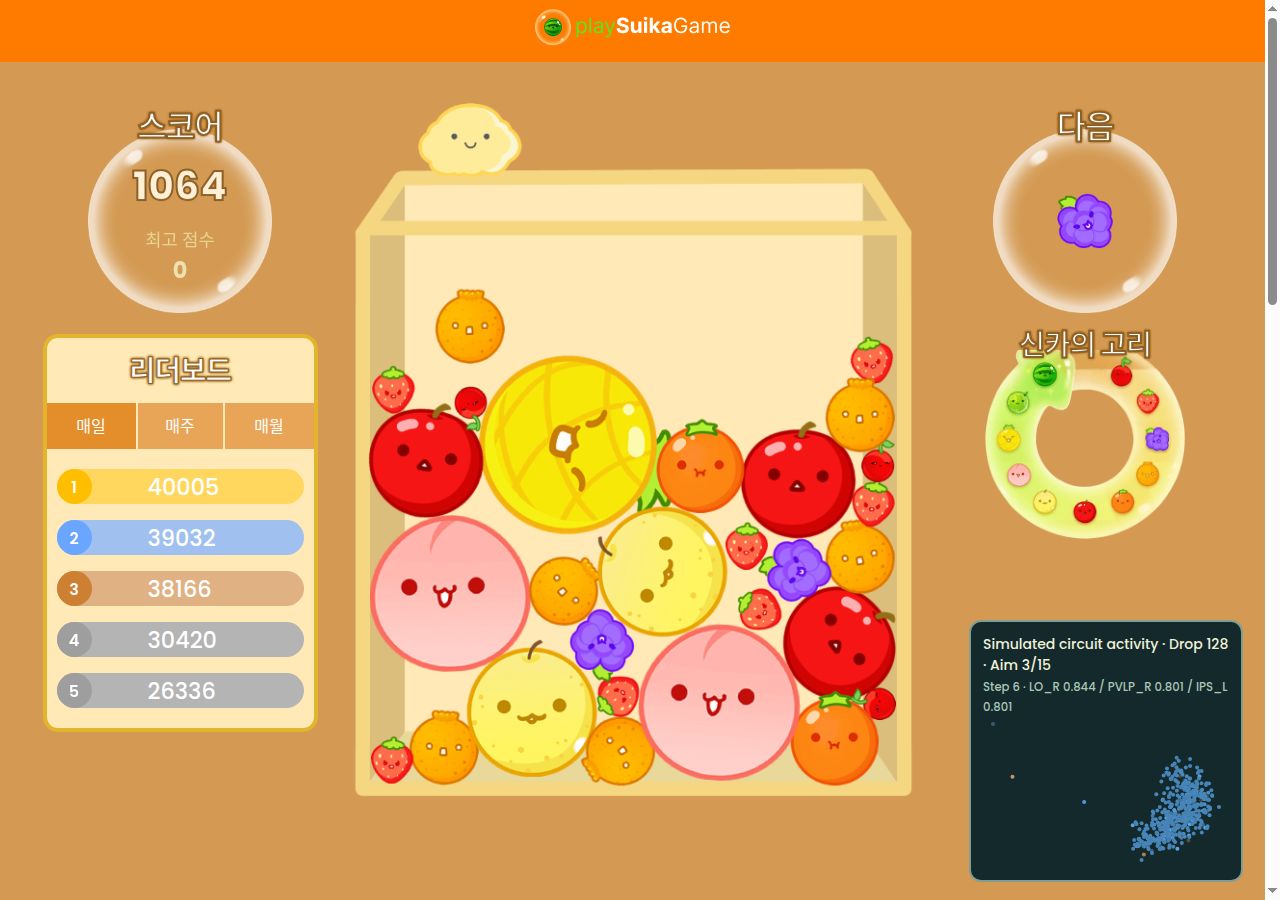 playSuikaGame
스코어
1064
최고 점수
0
리더보드
매일
매주
매월
1 40005
2 39032
3 38166
4 30420
5 26336
다음
신카의 고리
Simulated circuit activity · Drop 128
· Aim 3/15
Step 6 · LO_R 0.844 / PVLP_R 0.801 / IPS_L
0.801